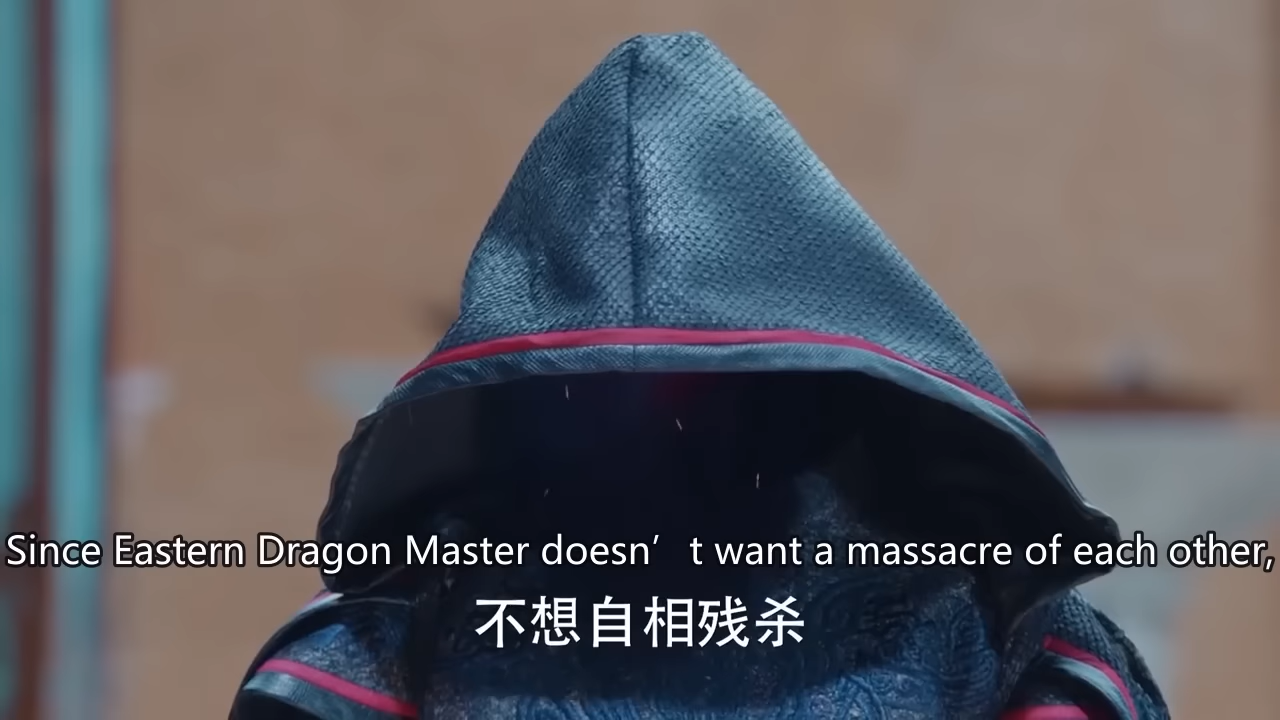 Since Eastern Dragon Master doesn’t want a massacre of each other,
不想自相残杀